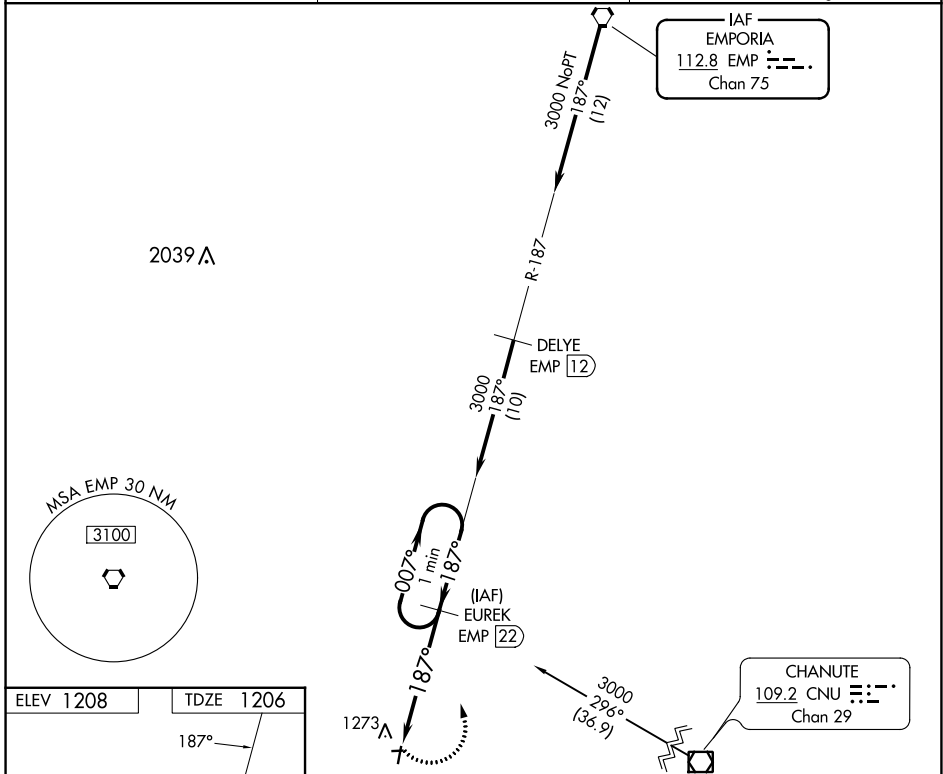 IAF
EMPORIA
112.8 EMP
Chan 75
3000 NoPT
187°
(12)
2039
R-187
DELYE
EMP 12
3000
187°
(10)
MSA EMP 30 NM
3100
007°
1 min
187°
(IAF)
EUREK
EMP 22
187°
3000
296°
(36.9)
CHANUTE
109.2 CNU
Chan 29
ELEV 1208
TDZE 1206
187°
1273